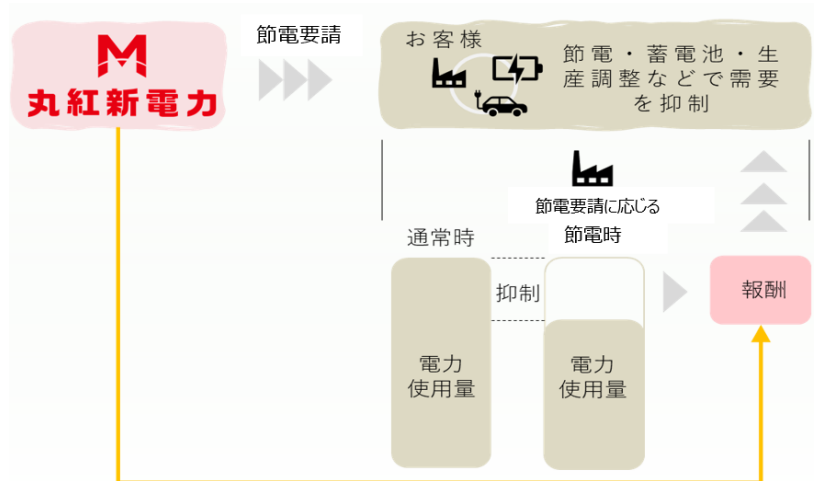 丸紅新電力
節電要請
お客様
節電・蓄電池・生
産調整などで需要
を抑制
節電要請に応じる
通常時
節電時
抑制
報酬
電力
使用量
電力
使用量